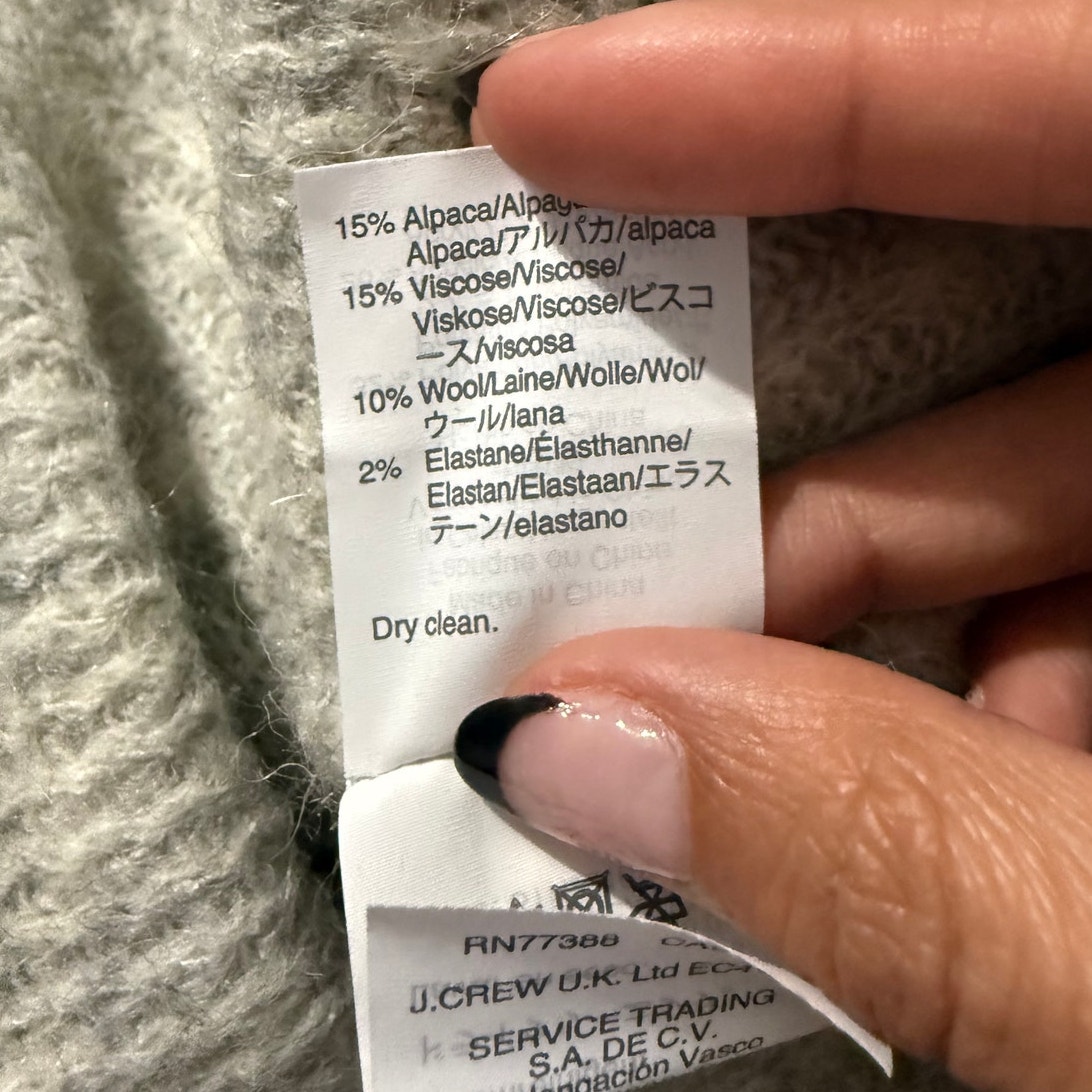 15% Alpaca/
Alpaca/アルパカ/alpaca
15% Viscose/Viscose/
Viskose/Viscose/ビスコ
ース/viscosa
10% Wool/Laine/Wolle/Wol/
ウール/lana
2% Elastane/Élasthanne/
Elastan/Elastaan/エラス
テーン/elastano
Dry clean.
RN77388
J.CREW U.K. Ltd
SERVICE TRADING
S.A. DE C.V.
Vasco